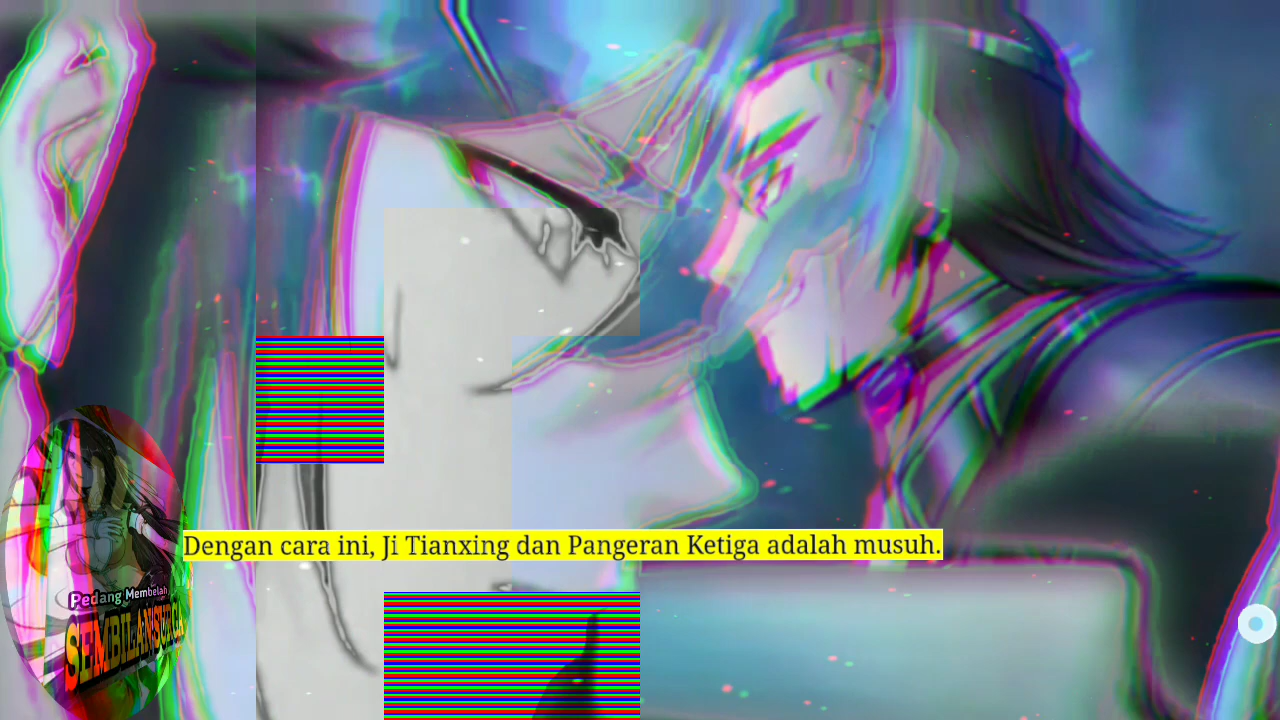 Dengan cara ini, Ji Tianxing dan Pangeran Ketiga adalah musuh.
Pedang Membelah
SEMBILAN SURGA